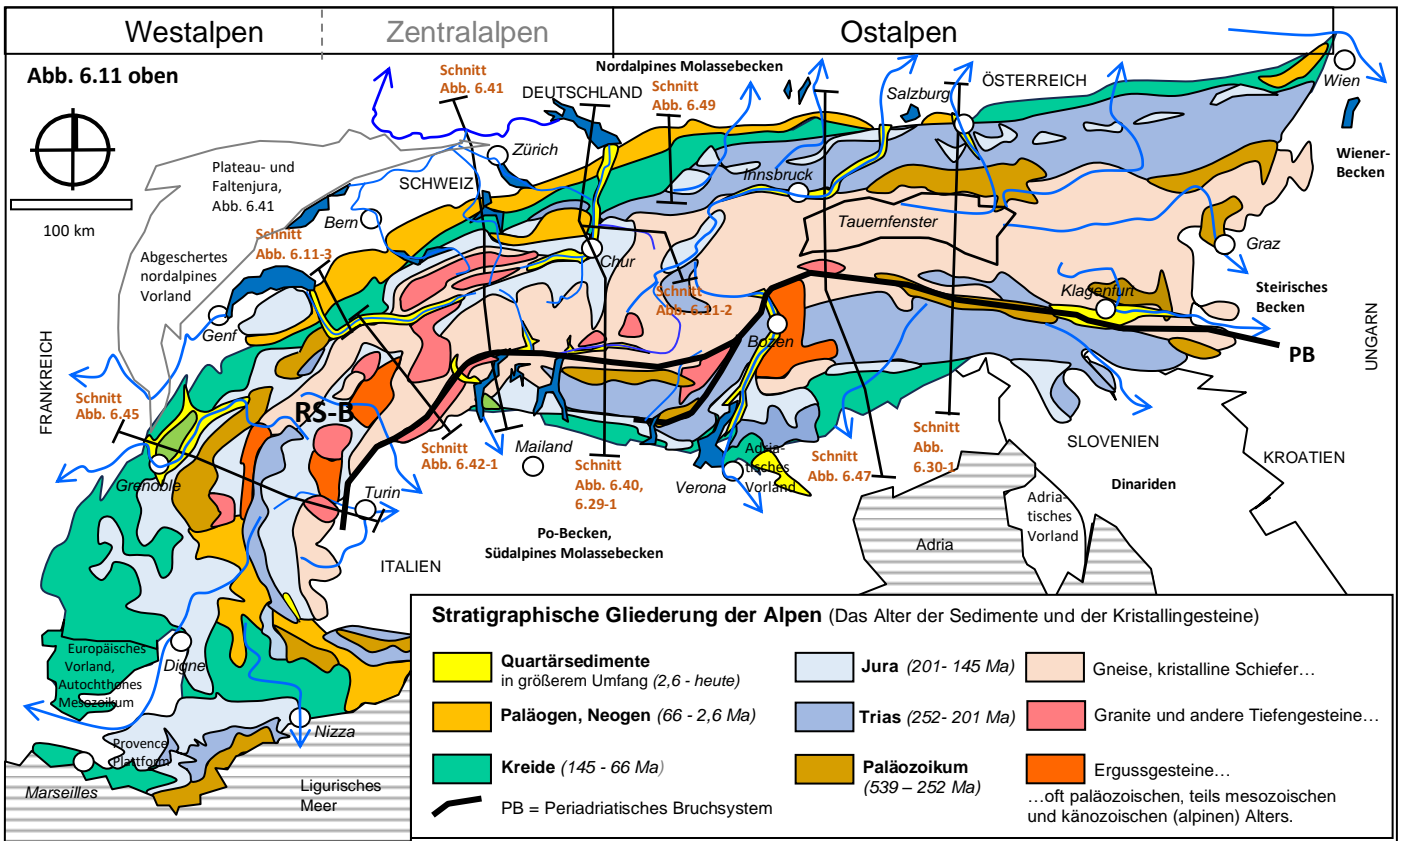 Westalpen
Zentralalpen
Ostalpen
Abb. 6.11 oben
100 km
Schnitt
Abb. 6.41
DEUTSCHLAND
Nordalpines Molassebecken
Schnitt
Abb. 6.49
Salzburg
ÖSTERREICH
Wien
Wiener-
Becken
Plateau- und
Faltenjura,
Abb. 6.41
Zürich
SCHWEIZ
Bern
Innsbruck
Tauernfenster
Graz
Schnitt
Abb. 6.11-3
Abgeschertes
nordalpines
Vorland
Chur
Schnitt
Abb. 6.11-2
Klagenfurt
Steirisches
Becken
Genf
Bozen
PB
UNGARN
FRANKREICH
Schnitt
Abb. 6.45
RS-B
Schnitt
Abb. 6.42-1
Mailand
Schnitt
Abb. 6.40,
6.29-1
Verona
Adria-
tisches
Vorland
Schnitt
Abb. 6.47
Schnitt
Abb.
6.30-1
SLOVENIEN
KROATIEN
Dinariden
Grenoble
Turin
Po-Becken,
Südalpines Molassebecken
Adria
Adria-
tisches
Vorland
ITALIEN
Europäisches
Vorland,
Autochthones
Mesozoikum
Digne
Nizza
Provence
Plattform
Marseilles
Ligurisches
Meer
Stratigraphische Gliederung der Alpen (Das Alter der Sedimente und der Kristallingesteine)
Quartärsedimente
in größerem Umfang (2,6 - heute)
Paläogen, Neogen (66 - 2,6 Ma)
Kreide (145 - 66 Ma)
PB = Periadriatisches Bruchsystem
Jura (201- 145 Ma)
Trias (252- 201 Ma)
Paläozoikum
(539 – 252 Ma)
Gneise, kristalline Schiefer…
Granite und andere Tiefengesteine…
Ergussgesteine…
…oft paläozoischen, teils mesozoischen
und känozoischen (alpinen) Alters.